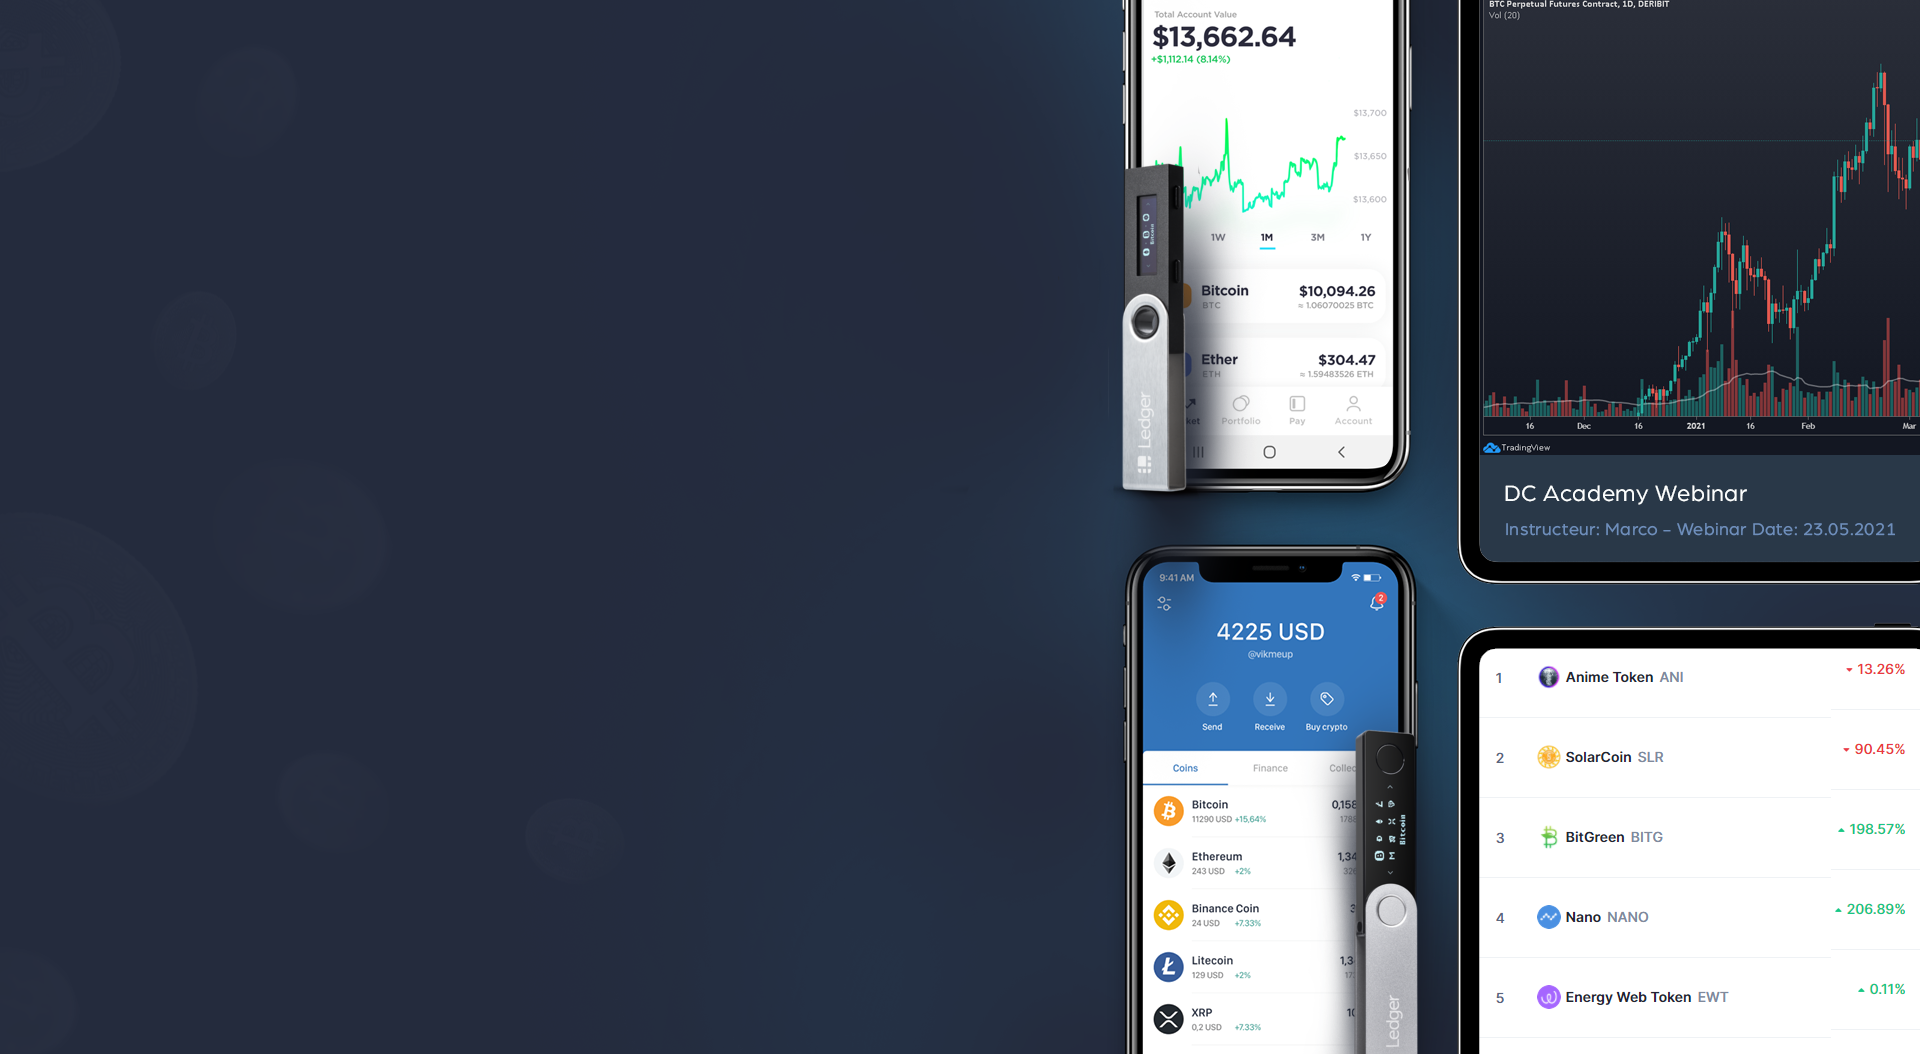 Total Account Value
$13,662.64
+$1,112.14 (8.14%)
$13,700
$13,650
$13,600
1W 1M 3M 1Y
Bitcoin $10,094.26
BTC ≈ 1.06070025 BTC
Ether $304.47
ETH ≈ 1.59483526 ETH
ket Portfolio Pay Account
Bitcoin
Ledger
BTC Perpetual Futures Contract, 1D, DERIBIT
Vol (20)
16 Dec 16 2021 16 Feb Mar
TradingView
DC Academy Webinar
Instructeur: Marco – Webinar Date: 23.05.2021
9:41 AM
2
4225 USD
@vikmeup
Send Receive Buy crypto
Coins Finance Collec
Bitcoin 0,158
11290 USD +15,64% 1788
Ethereum 1,34
243 USD +2% 326
Binance Coin 3
24 USD +7.33%
Litecoin 1,3
129 USD +2% 17
XRP 10
0,2 USD +7.33%
Bitcoin
Ledger
1 Anime Token ANI 13.26%
2 SolarCoin SLR 90.45%
3 BitGreen BITG 198.57%
4 Nano NANO 206.89%
5 Energy Web Token EWT 0.11%